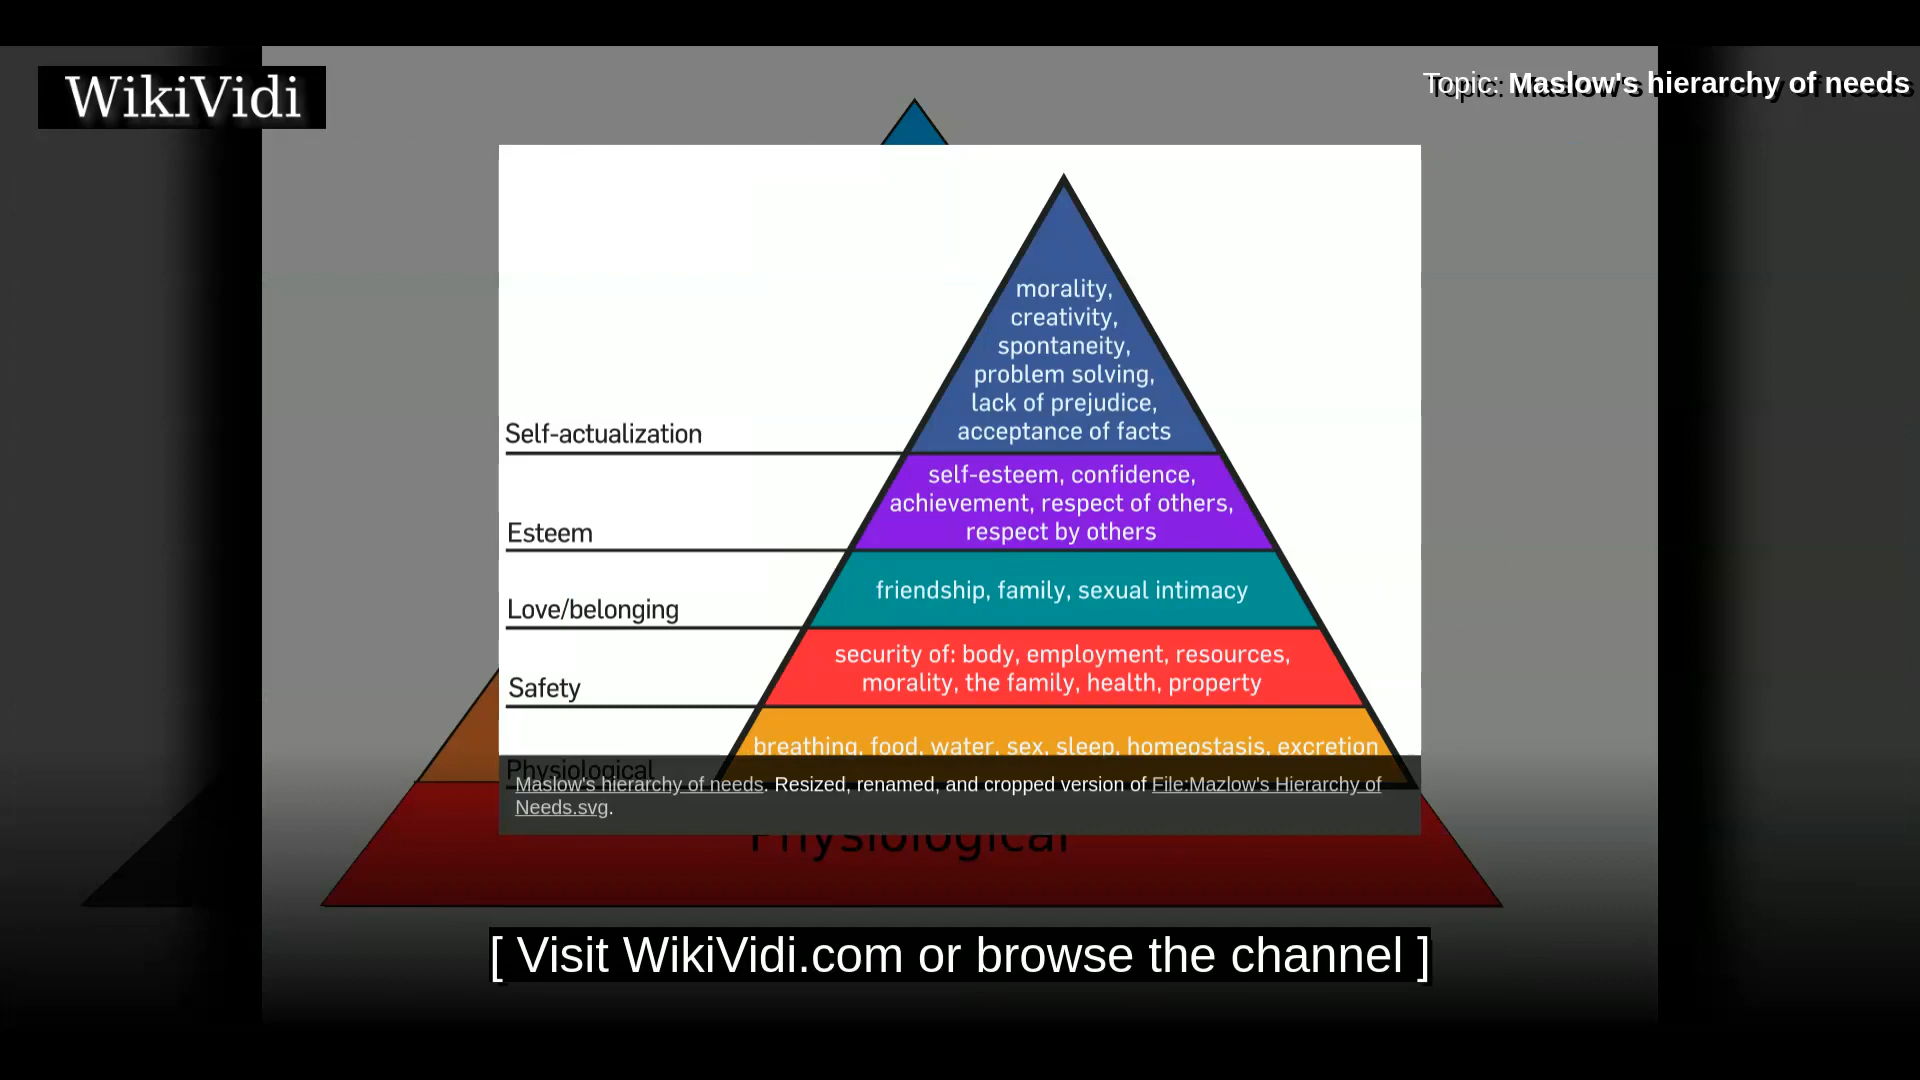 WikiVidi
Topic: Maslow's hierarchy of needs
morality,
creativity,
spontaneity,
problem solving,
lack of prejudice,
acceptance of facts
Self-actualization
self-esteem, confidence,
achievement, respect of others,
respect by others
Esteem
friendship, family, sexual intimacy
Love/belonging
security of: body, employment, resources,
morality, the family, health, property
Safety
breathing, food, water, sex, sleep, homeostasis, excretion
Physiological
Maslow's hierarchy of needs. Resized, renamed, and cropped version of File:Mazlow's Hierarchy of
Needs.svg.
Physiological
[ Visit WikiVidi.com or browse the channel ]